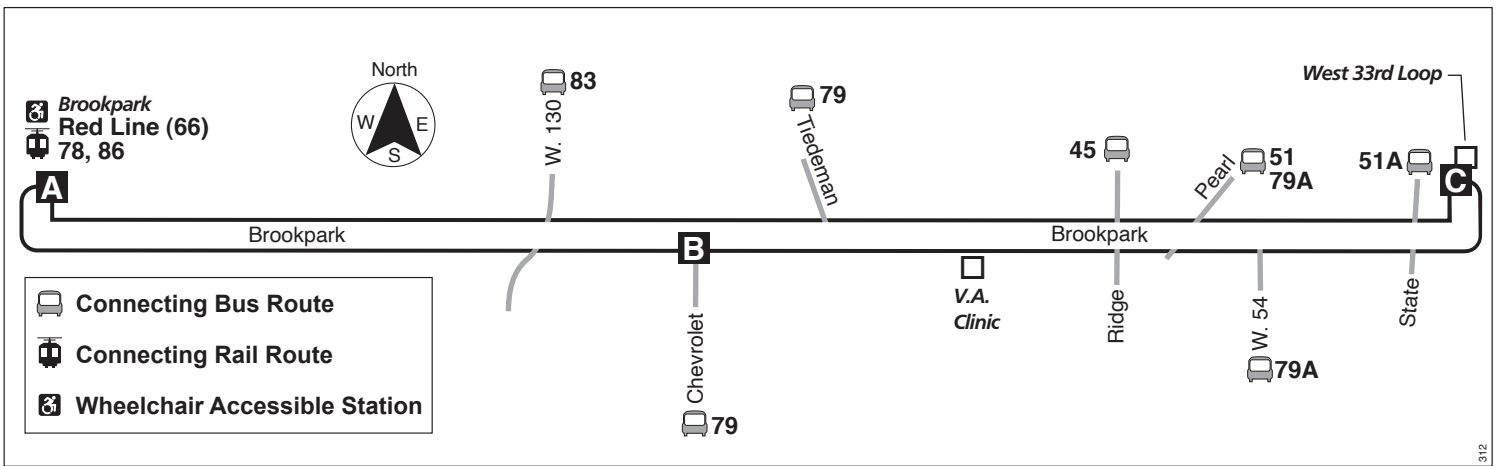 Brookpark
Red Line (66)
78, 86
A
North
W
E
S
83
W. 130
79
Tiedeman
45
Pearl
51
79A
51A
West 33rd Loop
C
Brookpark
B
Brookpark
V.A.
Clinic
Ridge
W. 54
79A
State
Chevrolet
79
Connecting Bus Route
Connecting Rail Route
Wheelchair Accessible Station
312